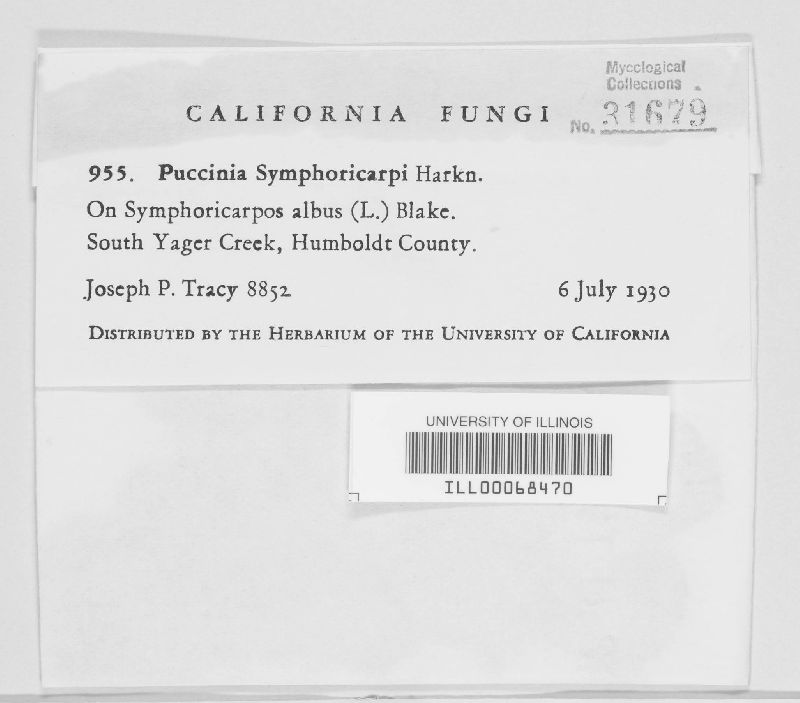 Mycological
Collections
No. 31679
CALIFORNIA FUNGI
955. Puccinia Symphoricarpi Harkn.
On Symphoricarpos albus (L.) Blake.
South Yager Creek, Humboldt County.
Joseph P. Tracy 8852 6 July 1930
DISTRIBUTED BY THE HERBARIUM OF THE UNIVERSITY OF CALIFORNIA
UNIVERSITY OF ILLINOIS
ILL00068470